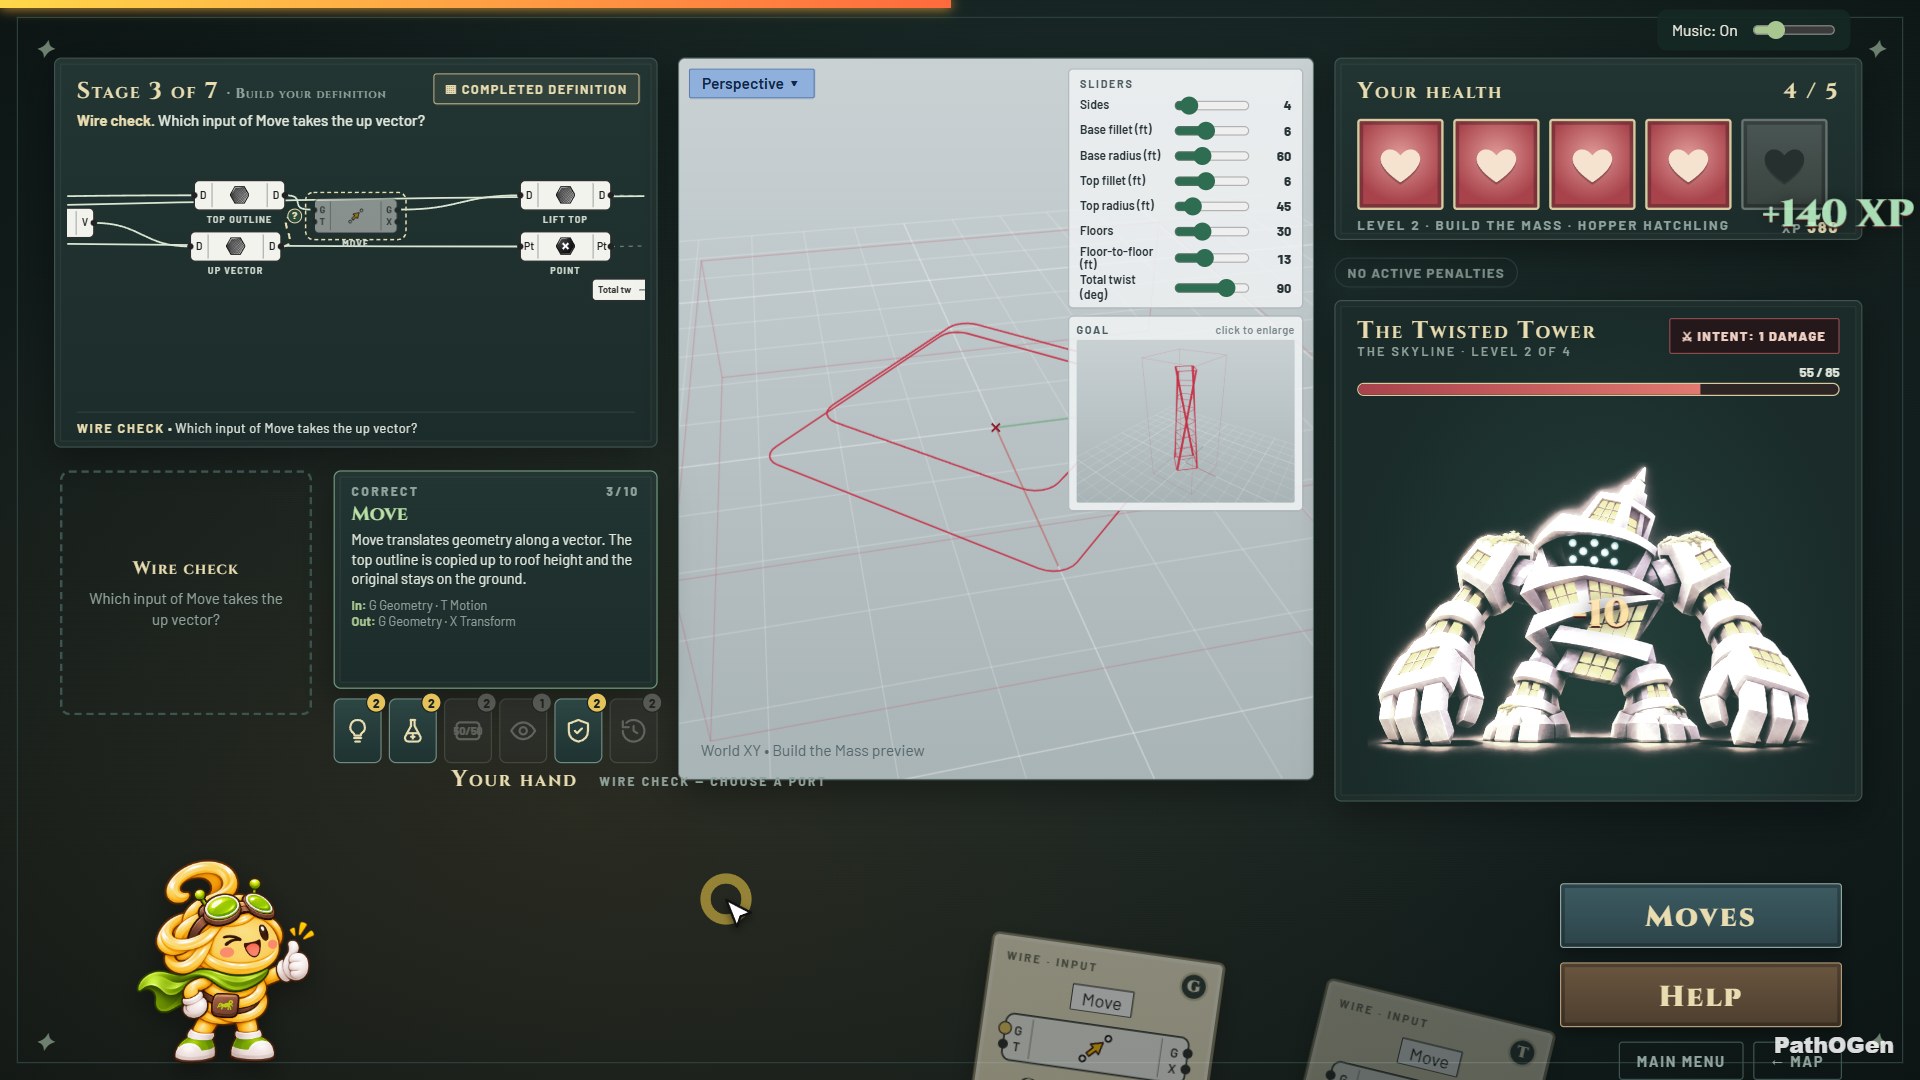 Music: On
STAGE 3 OF 7 · BUILD YOUR DEFINITION
COMPLETED DEFINITION
Wire check. Which input of Move takes the up vector?
D D
TOP OUTLINE
?
G G
T X
MOVE
D D
LIFT TOP
V
D D
UP VECTOR
Pt Pt
POINT
Total tw
WIRE CHECK • Which input of Move takes the up vector?
WIRE CHECK
Which input of Move takes the
up vector?
CORRECT 3/10
MOVE
Move translates geometry along a vector. The
top outline is copied up to roof height and the
original stays on the ground.
In: G Geometry · T Motion
Out: G Geometry · X Transform
2 2 2 1 2 2
50/50
YOUR HAND WIRE CHECK — CHOOSE A PORT
Perspective ▼
SLIDERS
Sides 4
Base fillet (ft) 6
Base radius (ft) 60
Top fillet (ft) 6
Top radius (ft) 45
Floors 30
Floor-to-floor
(ft) 13
Total twist
(deg) 90
GOAL click to enlarge
World XY • Build the Mass preview
YOUR HEALTH 4 / 5
LEVEL 2 · BUILD THE MASS · HOPPER HATCHLING
+140 XP
NO ACTIVE PENALTIES
THE TWISTED TOWER
INTENT: 1 DAMAGE
THE SKYLINE · LEVEL 2 OF 4
55 / 85
-10
WIRE · INPUT G
Move
G G
T X
WIRE · INPUT T
Move
G
MOVES
HELP
MAIN MENU
← MAP
PathOGen